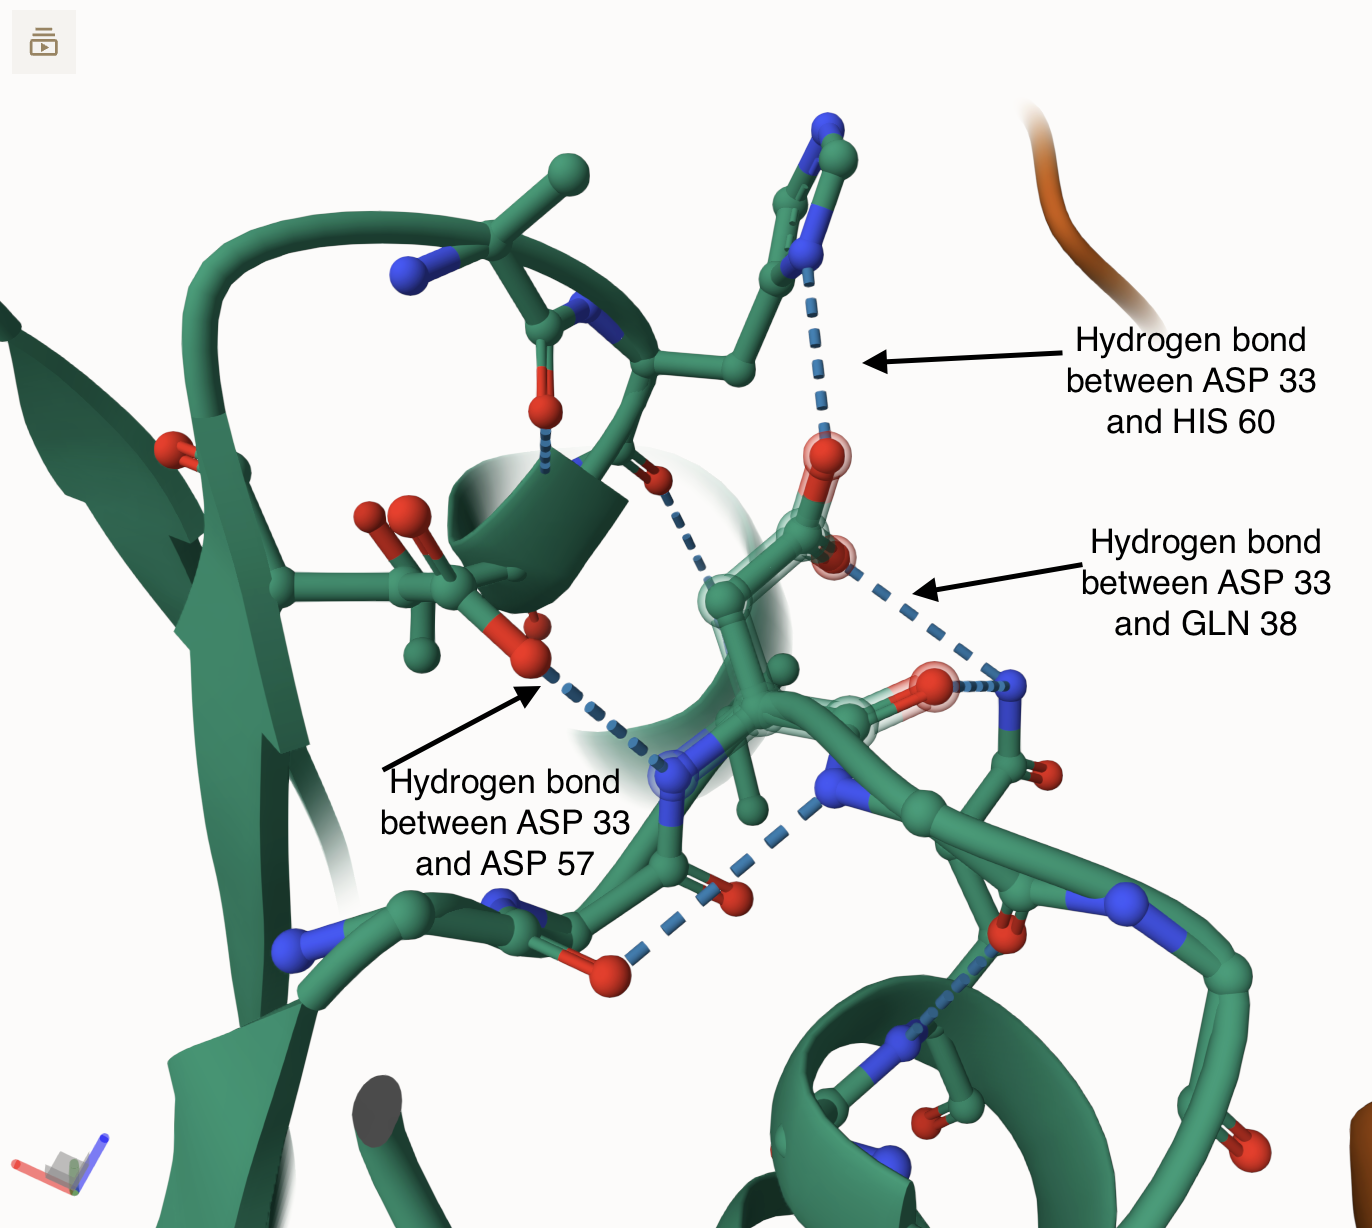 Hydrogen bond
between ASP 33
and HIS 60
Hydrogen bond
between ASP 33
and GLN 38
Hydrogen bond
between ASP 33
and ASP 57